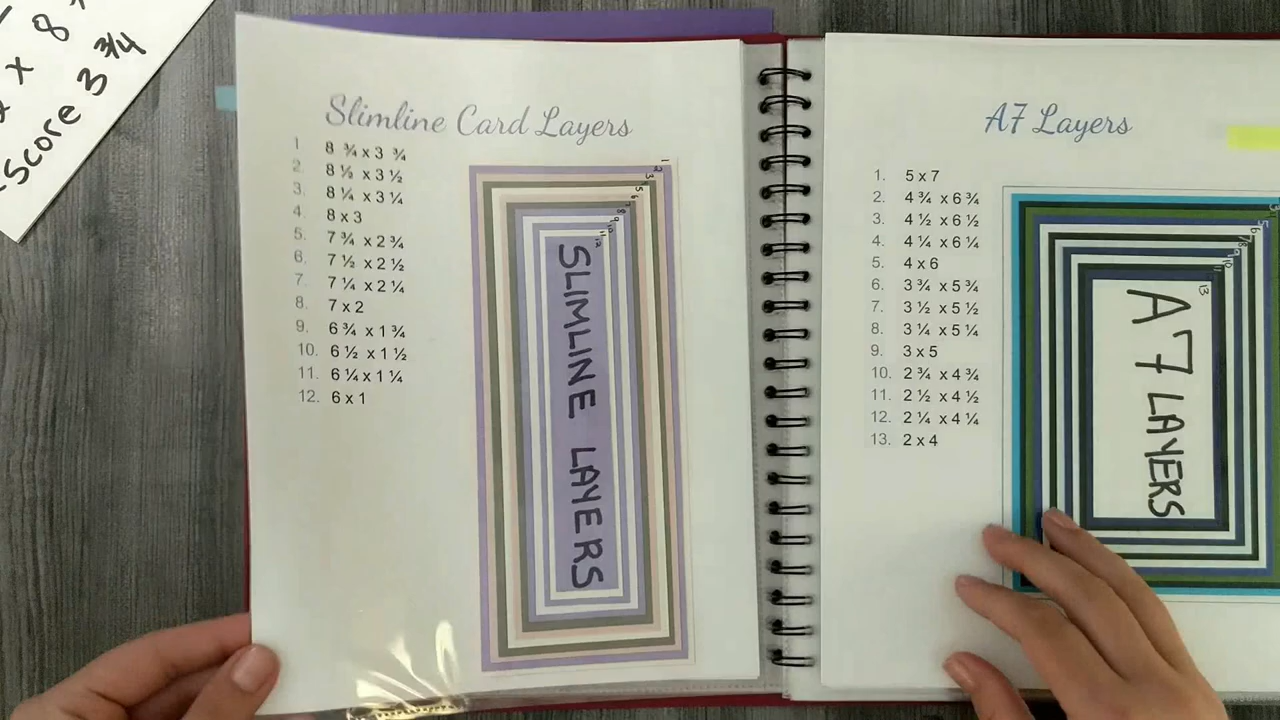 x 8
x
Score 3 3/4
Slimline Card Layers
1 8 ¾ x 3 ¾
2. 8 ½ x 3 ½
3. 8 ¼ x 3 ¼
4. 8 x 3
5. 7 ¾ x 2 ¾
6. 7 ½ x 2 ½
7. 7 ¼ x 2 ¼
8. 7 x 2
9. 6 ¾ x 1 ¾
10. 6 ½ x 1 ½
11. 6 ¼ x 1 ¼
12. 6 x 1
SLIMLINE LAYERS
A7 Layers
1. 5 x 7
2. 4 ¾ x 6 ¾
3. 4 ½ x 6 ½
4. 4 ¼ x 6 ¼
5. 4 x 6
6. 3 ¾ x 5 ¾
7. 3 ½ x 5 ½
8. 3 ¼ x 5 ¼
9. 3 x 5
10. 2 ¾ x 4 ¾
11. 2 ½ x 4 ½
12. 2 ¼ x 4 ¼
13. 2 x 4
A7 LAYERS
13